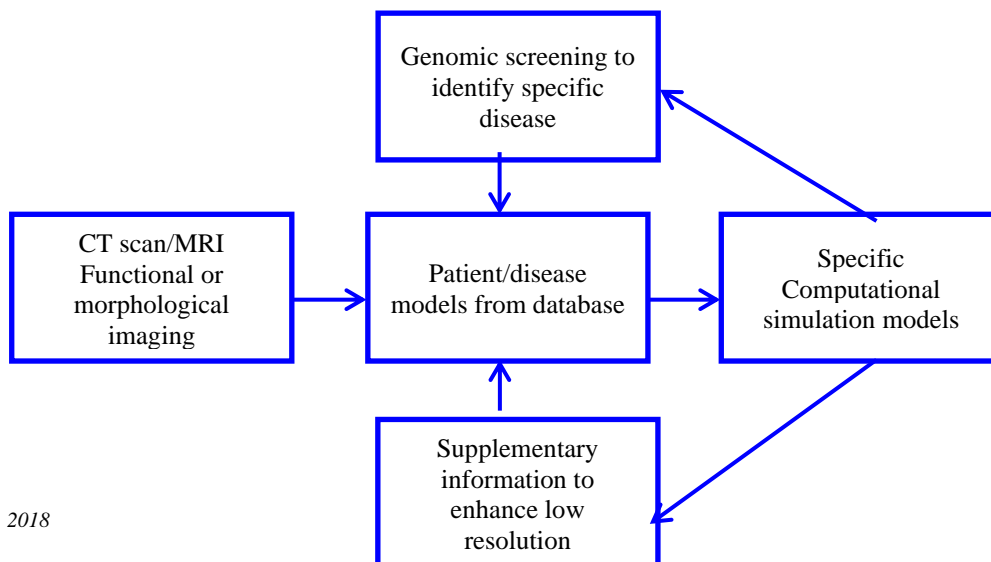 Genomic screening to
identify specific
disease
CT scan/MRI
Functional or
morphological
imaging
Patient/disease
models from database
Specific
Computational
simulation models
Supplementary
information to
enhance low
resolution
2018